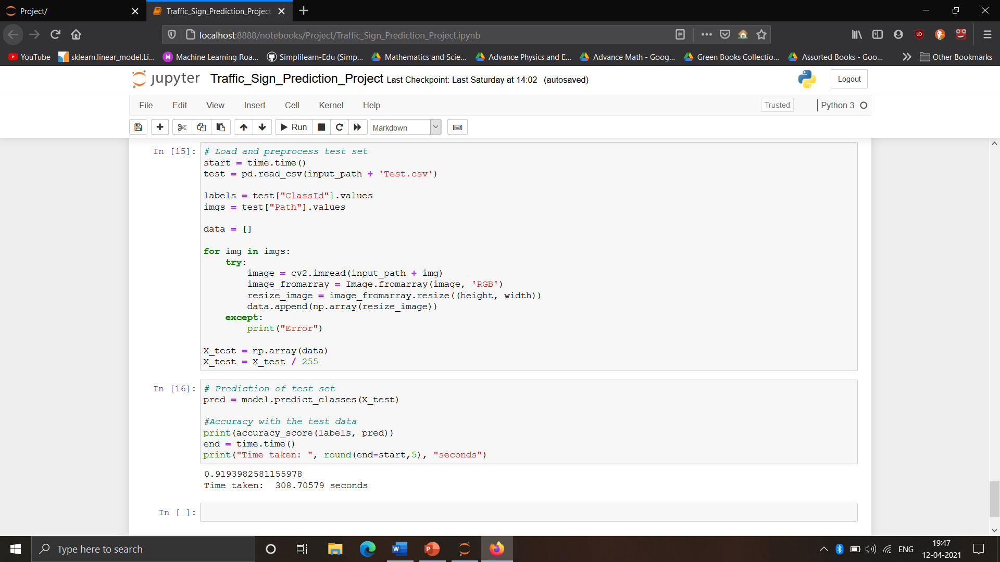 Project/
Traffic_Sign_Prediction_Project
localhost:8888/notebooks/Project/Traffic_Sign_Prediction_Project.ipynb
YouTube sklearn.linear_model.Li... Machine Learning Roa... Simplilearn-Edu (Simp... Mathematics and Scie... Advance Physics and E... Advance Math - Goog... Green Books Collectio... Assorted Books - Goo... Other Bookmarks
jupyter Traffic_Sign_Prediction_Project Last Checkpoint: Last Saturday at 14:02 (autosaved)
Logout
File Edit View Insert Cell Kernel Help Trusted Python 3
Run Markdown
In [15]: # Load and preprocess test set
start = time.time()
test = pd.read_csv(input_path + 'Test.csv')
labels = test["ClassId"].values
imgs = test["Path"].values
data = []
for img in imgs:
    try:
        image = cv2.imread(input_path + img)
        image_fromarray = Image.fromarray(image, 'RGB')
        resize_image = image_fromarray.resize((height, width))
        data.append(np.array(resize_image))
    except:
        print("Error")
X_test = np.array(data)
X_test = X_test / 255
In [16]: # Prediction of test set
pred = model.predict_classes(X_test)
#Accuracy with the test data
print(accuracy_score(labels, pred))
end = time.time()
print("Time taken: ", round(end-start,5), "seconds")
0.9193982581155978
Time taken:  308.70579 seconds
In [ ]:
Type here to search
ENG
19:47
12-04-2021